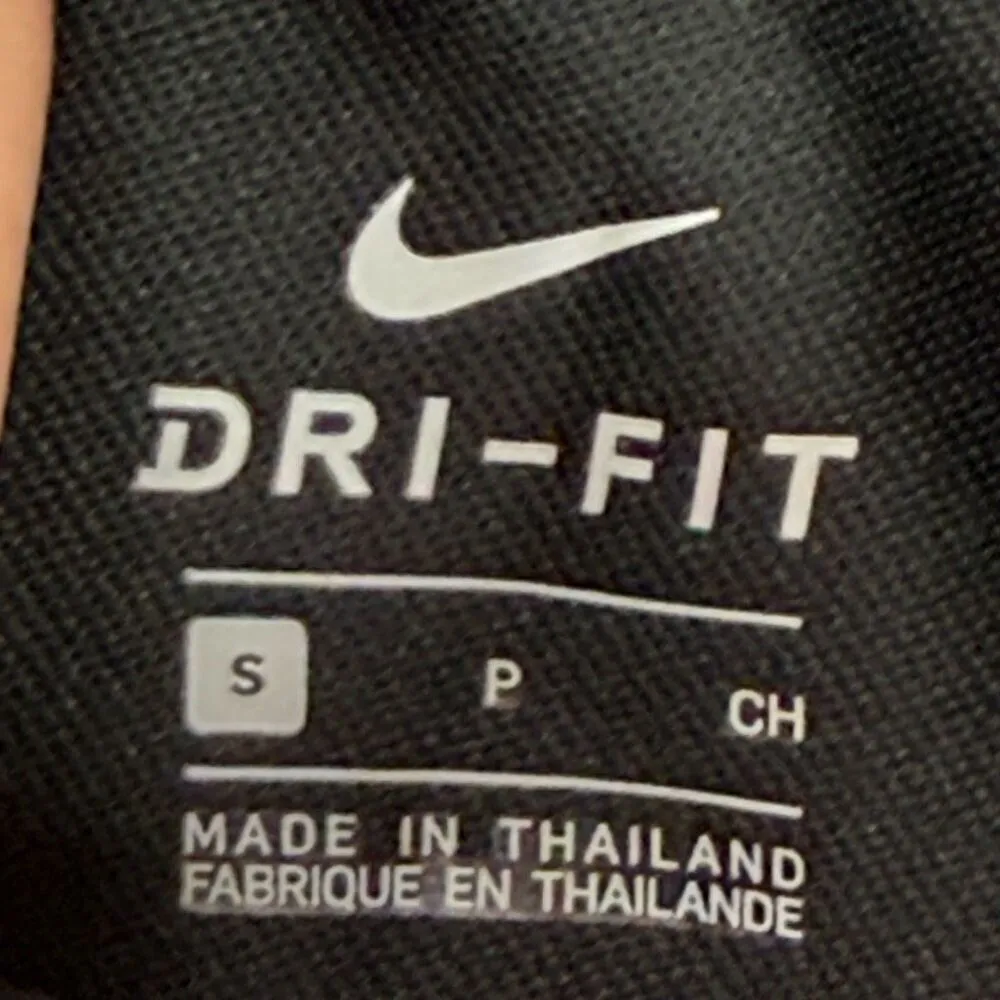 DRI-FIT
S P CH
MADE IN THAILAND
FABRIQUE EN THAILANDE